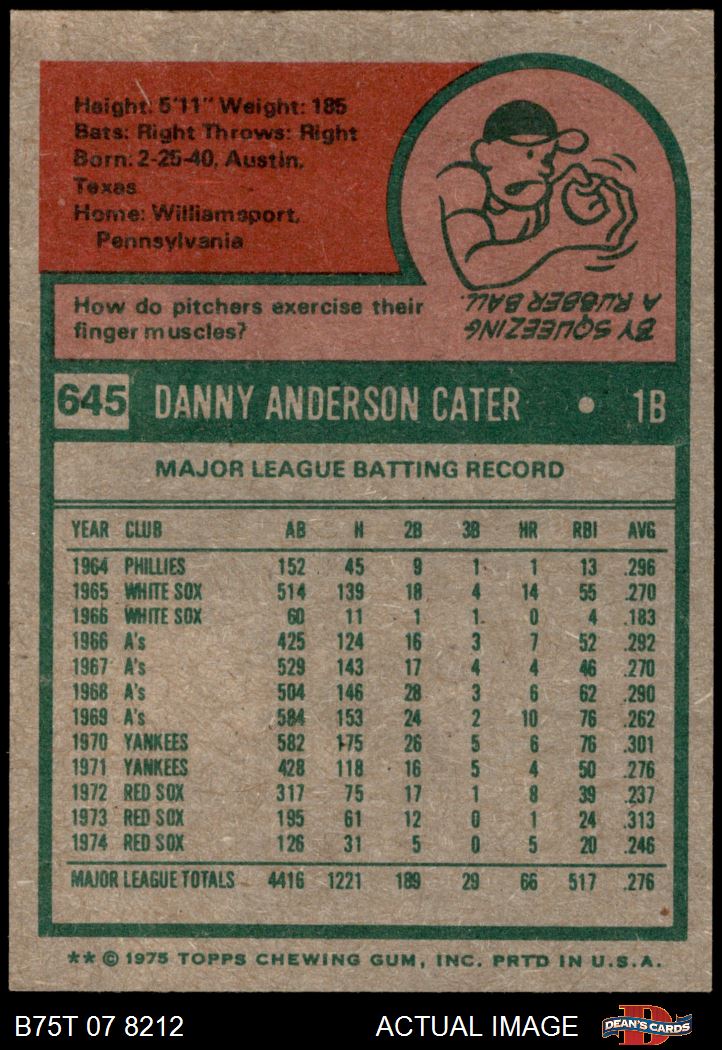 Height: 5'11" Weight: 185
Bats: Right Throws: Right
Born: 2-25-40, Austin,
Texas
Home: Williamsport,
Pennsylvania
How do pitchers exercise their
finger muscles?
BY SQUEEZING
A RUBBER BALL.
645 DANNY ANDERSON CATER • 1B
MAJOR LEAGUE BATTING RECORD
YEAR CLUB AB H 2B 3B HR RBI AVG
1964 PHILLIES 152 45 9 1 1 13 .296
1965 WHITE SOX 514 139 18 4 14 55 .270
1966 WHITE SOX 60 11 1 1 0 4 .183
1966 A's 425 124 16 3 7 52 .292
1967 A's 529 143 17 4 4 46 .270
1968 A's 504 146 28 3 6 62 .290
1969 A's 584 153 24 2 10 76 .262
1970 YANKEES 582 175 26 5 6 76 .301
1971 YANKEES 428 118 16 5 4 50 .276
1972 RED SOX 317 75 17 1 8 39 .237
1973 RED SOX 195 61 12 0 1 24 .313
1974 RED SOX 126 31 5 0 5 20 .246
MAJOR LEAGUE TOTALS 4416 1221 189 29 66 517 .276
** © 1975 TOPPS CHEWING GUM, INC. PRTD IN U.S.A.
B75T 07 8212 ACTUAL IMAGE D DEAN'S CARDS